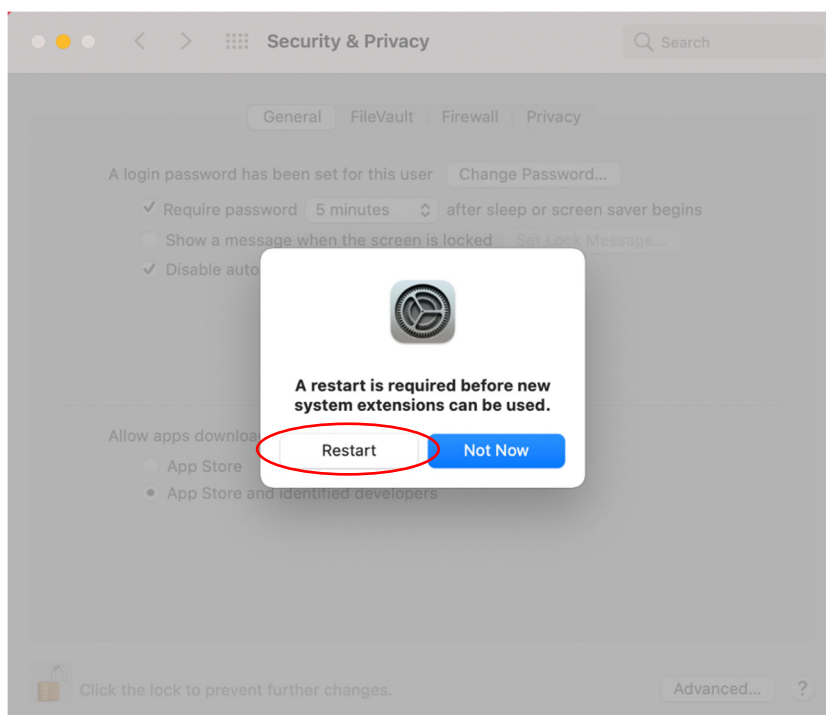 Security & Privacy
Search
General FileVault Firewall Privacy
A login password has been set for this user Change Password...
Require password 5 minutes after sleep or screen saver begins
Show a message when the screen is locked Set Lock Message...
Disable auto
A restart is required before new
system extensions can be used.
Allow apps downloa
Restart Not Now
App Store
App Store and identified developers
Click the lock to prevent further changes. Advanced... ?